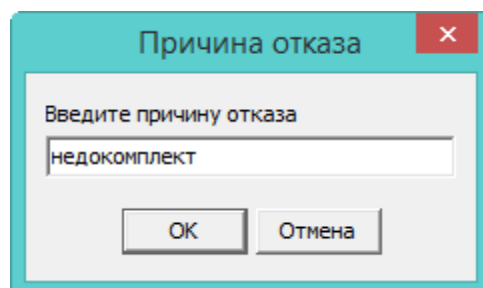 Причина отказа
Введите причину отказа
недокомплект
OK
Отмена